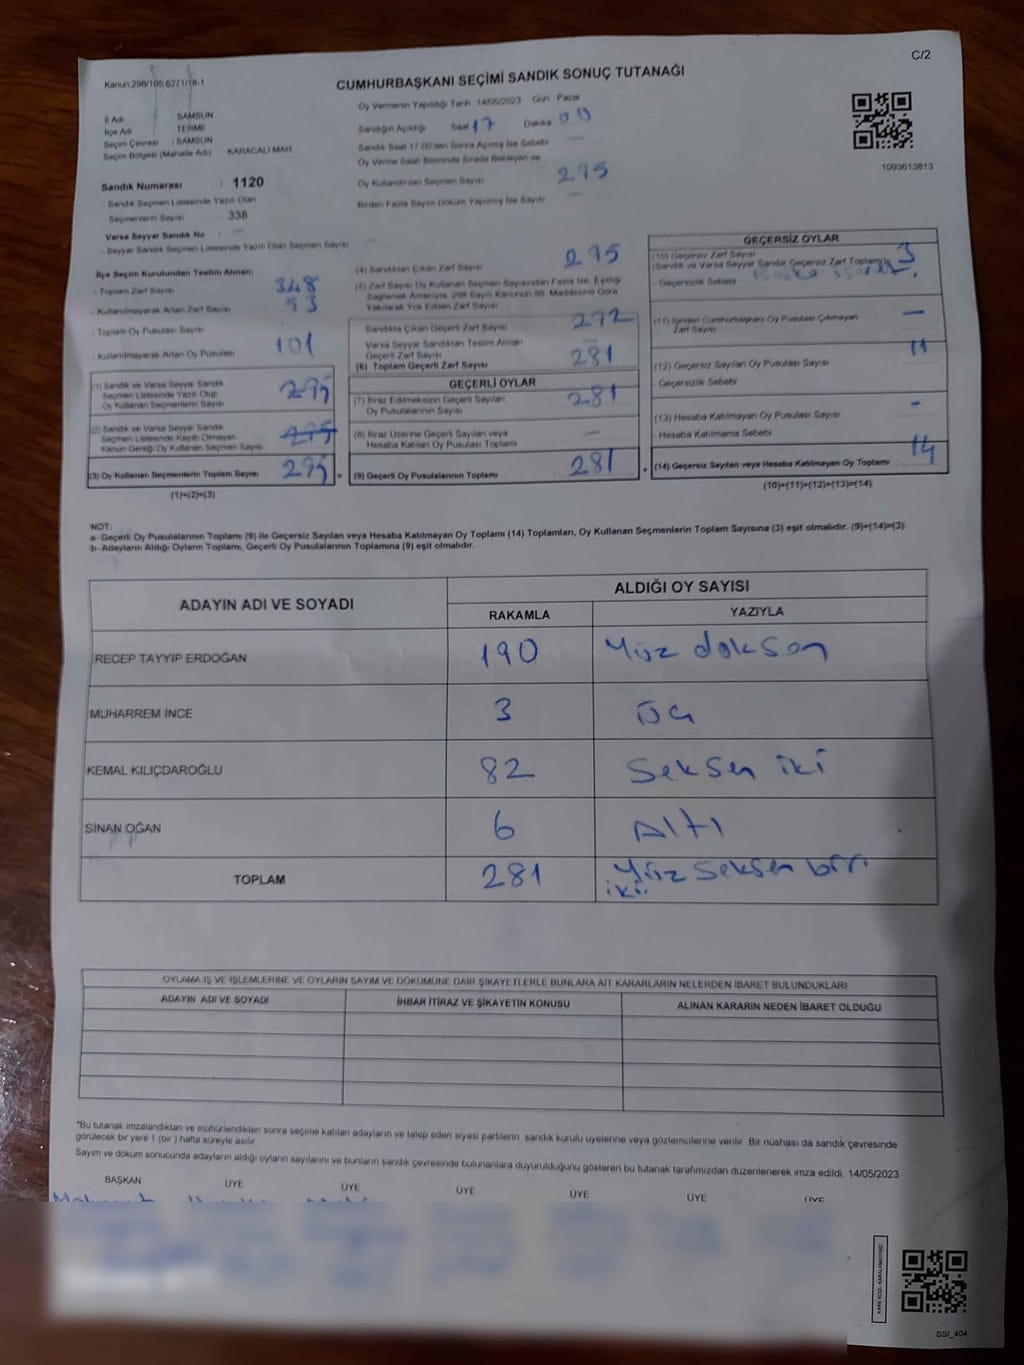 C/2
Kanun:298/105,6271/18-1
CUMHURBAŞKANI SEÇİMİ SANDIK SONUÇ TUTANAĞI
Oy Vermenin Yapıldığı Tarih 14/05/2023 Gün Pazar
İl Adı : SAMSUN
İlçe Adı : TERME
Seçim Çevresi : SAMSUN
Seçim Bölgesi (Mahalle Adı) KARACALI MAH
Sandığın Açıldığı Saat 17 Dakika 00
Sandık Saat 17:00'den Sonra Açılmış İse Sebebi —
Oy Verme Saati Bitiminde Sırada Bekleyen ve
Oy Kullandırılan Seçmen Sayısı 295
Birden Fazla Sayım Döküm Yapılmış İse Sayısı —
1093613813
Sandık Numarası : 1120
- Sandık Seçmen Listesinde Yazılı Olan
Seçmenlerin Sayısı 338
Varsa Seyyar Sandık No : —
- Seyyar Sandık Seçmen Listesinde Yazılı Olan Seçmen Sayısı —
İlçe Seçim Kurulundan Teslim Alınan;
- Toplam Zarf Sayısı 348
- Kullanılmayarak Artan Zarf Sayısı 53
- Toplam Oy Pusulası Sayısı
- Kullanılmayarak Artan Oy Pusulası 101
(1) Sandık ve Varsa Seyyar Sandık
Seçmen Listesinde Yazılı Olup
Oy Kullanan Seçmenlerin Sayısı 295
(2) Sandık ve Varsa Seyyar Sandık
Seçmen Listesinde Kayıtlı Olmayan
Kanun Gereği Oy Kullanan Seçmen Sayısı 295
(3) Oy Kullanan Seçmenlerin Toplam Sayısı 295 =
(1)+(2)=(3)
(4) Sandıktan Çıkan Zarf Sayısı 295
(5) Zarf Sayısı Oy Kullanan Seçmen Sayısından Fazla İse, Eşitliği
Sağlamak Amacıyla, 298 Sayılı Kanunun 98. Maddesine Göre
Yakılarak Yok Edilen Zarf Sayısı —
Sandıkta Çıkan Geçerli Zarf Sayısı 292
Varsa Seyyar Sandıktan Teslim Alınan
Geçerli Zarf Sayısı —
(6) Toplam Geçerli Zarf Sayısı 281
GEÇERLİ OYLAR
(7) İtiraz Edilmeksizin Geçerli Sayılan
Oy Pusulalarının Sayısı 281
(8) İtiraz Üzerine Geçerli Sayılan veya
Hesaba Katılan Oy Pusulası Toplamı —
(9) Geçerli Oy Pusulalarının Toplamı 281 +
GEÇERSİZ OYLAR
(10) Geçersiz Zarf Sayısı
(Sandık ve Varsa Seyyar Sandık Geçersiz Zarf Toplamı) 3
- Geçersizlik Sebebi
(11) İçinden Cumhurbaşkanı Oy Pusulası Çıkmayan
Zarf Sayısı —
(12) Geçersiz Sayılan Oy Pusulası Sayısı 11
Geçersizlik Sebebi
(13) Hesaba Katılmayan Oy Pusulası Sayısı -
- Hesaba Katılmama Sebebi
(14) Geçersiz Sayılan veya Hesaba Katılmayan Oy Toplamı 14
(10)+(11)+(12)+(13)=(14)
NOT:
a- Geçerli Oy Pusulalarının Toplamı (9) ile Geçersiz Sayılan veya Hesaba Katılmayan Oy Toplamı (14) Toplamları, Oy Kullanan Seçmenlerin Toplam Sayısına (3) eşit olmalıdır. (9)+(14)=(3)
b- Adayların Aldığı Oyların Toplamı, Geçerli Oy Pusulalarının Toplamına (9) eşit olmalıdır.
ADAYIN ADI VE SOYADI
ALDIĞI OY SAYISI
RAKAMLA YAZIYLA
RECEP TAYYİP ERDOĞAN 190 Yüz doksan
MUHARREM İNCE 3 Üç
KEMAL KILIÇDAROĞLU 82 Seksen iki
SİNAN OĞAN 6 Altı
TOPLAM 281 iki Yüz Seksen bir
OYLAMA İŞ VE İŞLEMLERİNE VE OYLARIN SAYIM VE DÖKÜMÜNE DAİR ŞİKAYETLERLE BUNLARA AİT KARARLARIN NELERDEN İBARET BULUNDUKLARI
ADAYIN ADI VE SOYADI İHBAR İTİRAZ VE ŞİKAYETİN KONUSU ALINAN KARARIN NEDEN İBARET OLDUĞU
*Bu tutanak imzalandıktan ve mühürlendikten sonra seçime katılan adayların ve talep eden siyasi partilerin sandık kurulu üyelerine veya gözlemcilerine verilir. Bir nüshası da sandık çevresinde
görülecek bir yere 1 (bir ) hafta süreyle asılır
Sayım ve döküm sonucunda adayların aldığı oyların sayılarını ve bunların sandık çevresinde bulunanlara duyurulduğunu gösteren bu tutanak tarafımızdan düzenlenerek imza edildi. 14/05/2023
BAŞKAN ÜYE ÜYE ÜYE ÜYE ÜYE ÜYE
KARE KODU KARALAMAYINIZ!
SSI_404